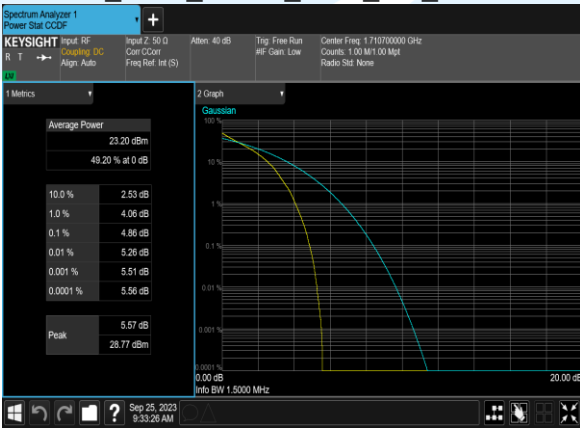 Spectrum Analyzer 1
Power Stat CCDF
+
KEYSIGHT
R T
LXI
Input: RF
Coupling: DC
Align: Auto
Input Z: 50 Ω
Corr CCorr
Freq Ref: Int (S)
Atten: 40 dB
Trig: Free Run
#IF Gain: Low
Center Freq: 1.710700000 GHz
Counts: 1.00 M/1.00 Mpt
Radio Std: None
1 Metrics
Average Power
23.20 dBm
49.20 % at 0 dB
10.0 % 2.53 dB
1.0 % 4.06 dB
0.1 % 4.86 dB
0.01 % 5.26 dB
0.001 % 5.51 dB
0.0001 % 5.56 dB
Peak
5.57 dB
28.77 dBm
2 Graph
Gaussian
100 %
10 %
1 %
0.1 %
0.01 %
0.001 %
0.0001 %
0.00 dB
20.00 dB
Info BW 1.5000 MHz
?
Sep 25, 2023
9:33:26 AM